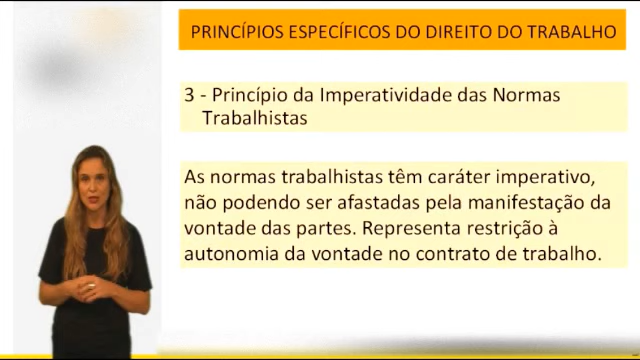 PRINCÍPIOS ESPECÍFICOS DO DIREITO DO TRABALHO
3 - Princípio da Imperatividade das Normas
Trabalhistas
As normas trabalhistas têm caráter imperativo,
não podendo ser afastadas pela manifestação da
vontade das partes. Representa restrição à
autonomia da vontade no contrato de trabalho.